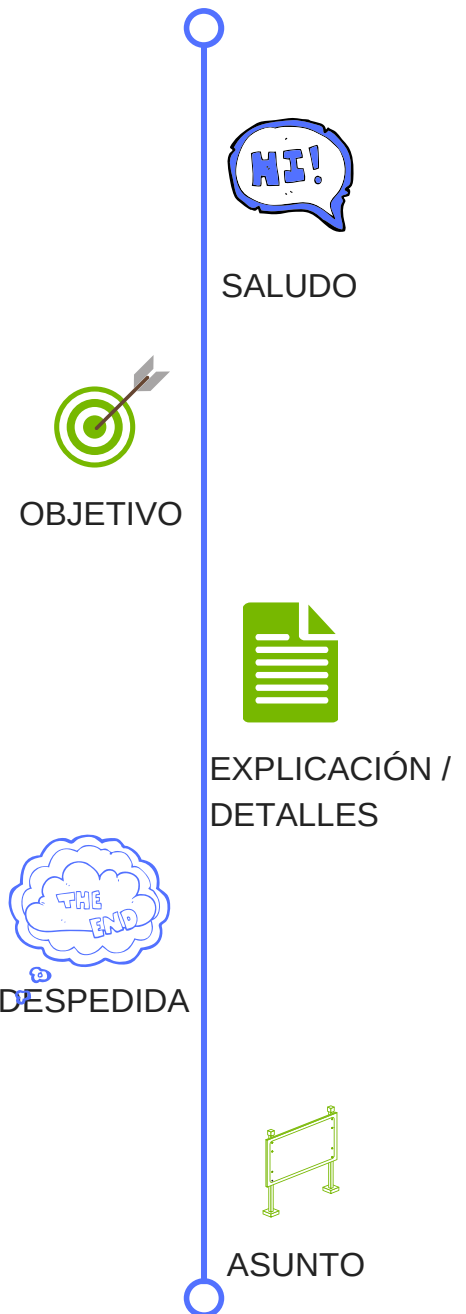 HI!
SALUDO
OBJETIVO
EXPLICACIÓN /
DETALLES
THE
END
DESPEDIDA
ASUNTO